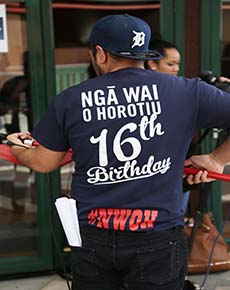 NGĀ WAI
O HOROTIU
16th
Birthday
#NWOH